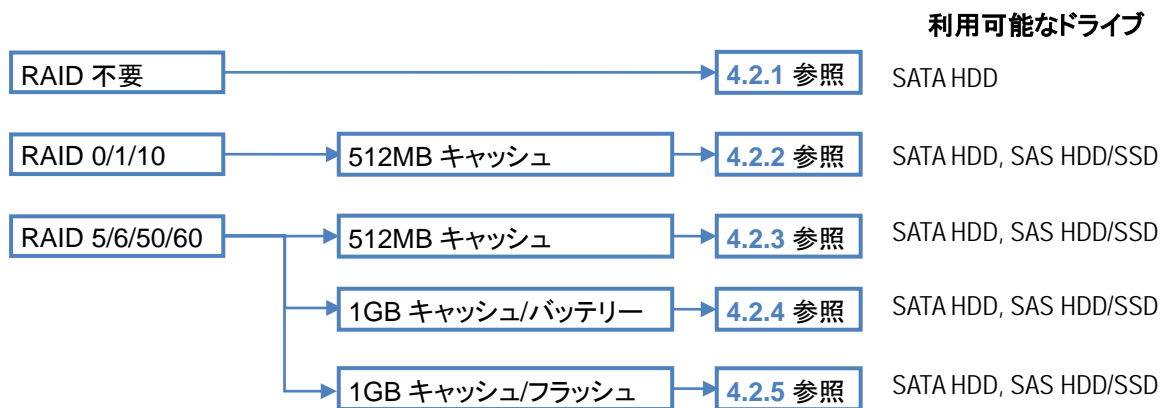 利用可能なドライブ
RAID 不要 4.2.1 参照 SATA HDD
RAID 0/1/10 512MB キャッシュ 4.2.2 参照 SATA HDD, SAS HDD/SSD
RAID 5/6/50/60 512MB キャッシュ 4.2.3 参照 SATA HDD, SAS HDD/SSD
1GB キャッシュ/バッテリー 4.2.4 参照 SATA HDD, SAS HDD/SSD
1GB キャッシュ/フラッシュ 4.2.5 参照 SATA HDD, SAS HDD/SSD